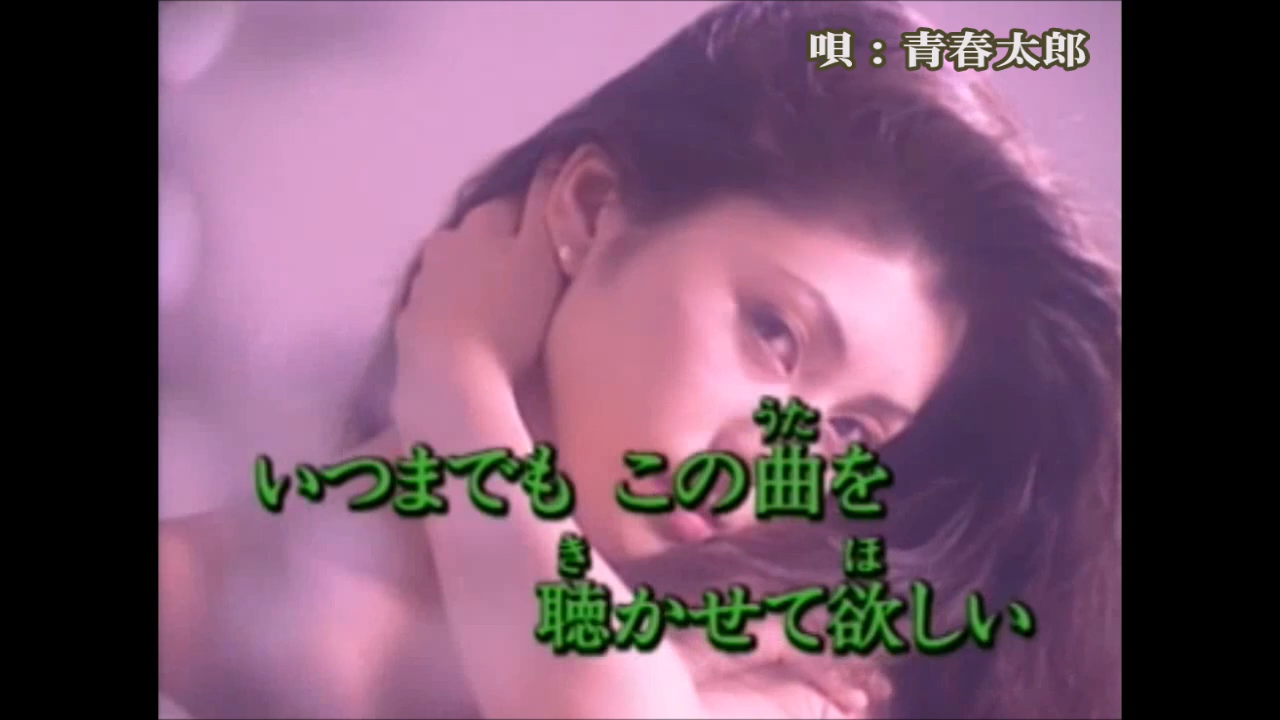 唄：青春太郎
いつまでも この曲を
うた
聴かせて欲しい
き ほ